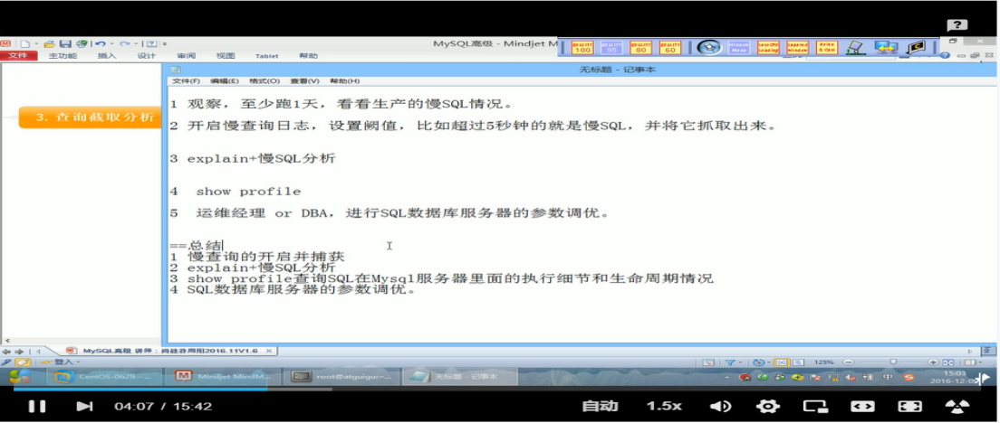 ?
MySQL高级 - Mindjet M
QUALITY 100
QUALITY 95
QUALITY 80
QUALITY 60
文件 主功能 插入 设计 审阅 视图 Tablet 帮助
无标题 - 记事本
文件(F) 编辑(E) 格式(O) 查看(V) 帮助(H)
3. 查询截取分析
1 观察，至少跑1天，看看生产的慢SQL情况。
2 开启慢查询日志，设置阙值，比如超过5秒钟的就是慢SQL，并将它抓取出来。
3 explain+慢SQL分析
4 show profile
5 运维经理 or DBA，进行SQL数据库服务器的参数调优。
==总结
1 慢查询的开启并捕获
2 explain+慢SQL分析
3 show profile查询SQL在Mysql服务器里面的执行细节和生命周期情况
4 SQL数据库服务器的参数调优。
MySQL高级 讲师：尚硅谷周阳2016.11V1.6 ×
登入
125%
CentOS-0629 - ...
Mindjet MindM...
root@atguigu:~...
无标题 - 记事本
中
15:03
2016-12-09
04:07 / 15:42
自动 1.5x